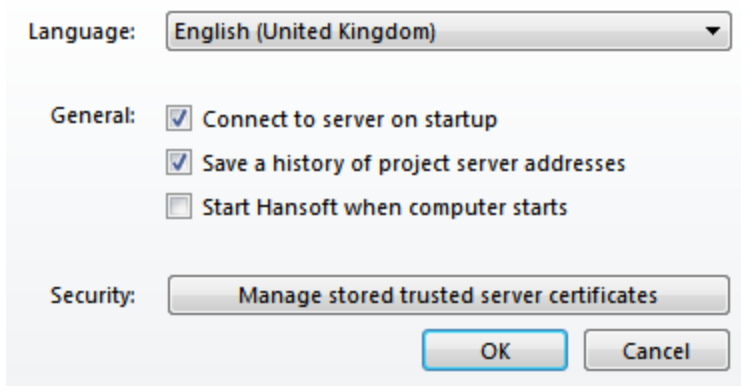 Language: English (United Kingdom)
General: Connect to server on startup
Save a history of project server addresses
Start Hansoft when computer starts
Security: Manage stored trusted server certificates
OK Cancel